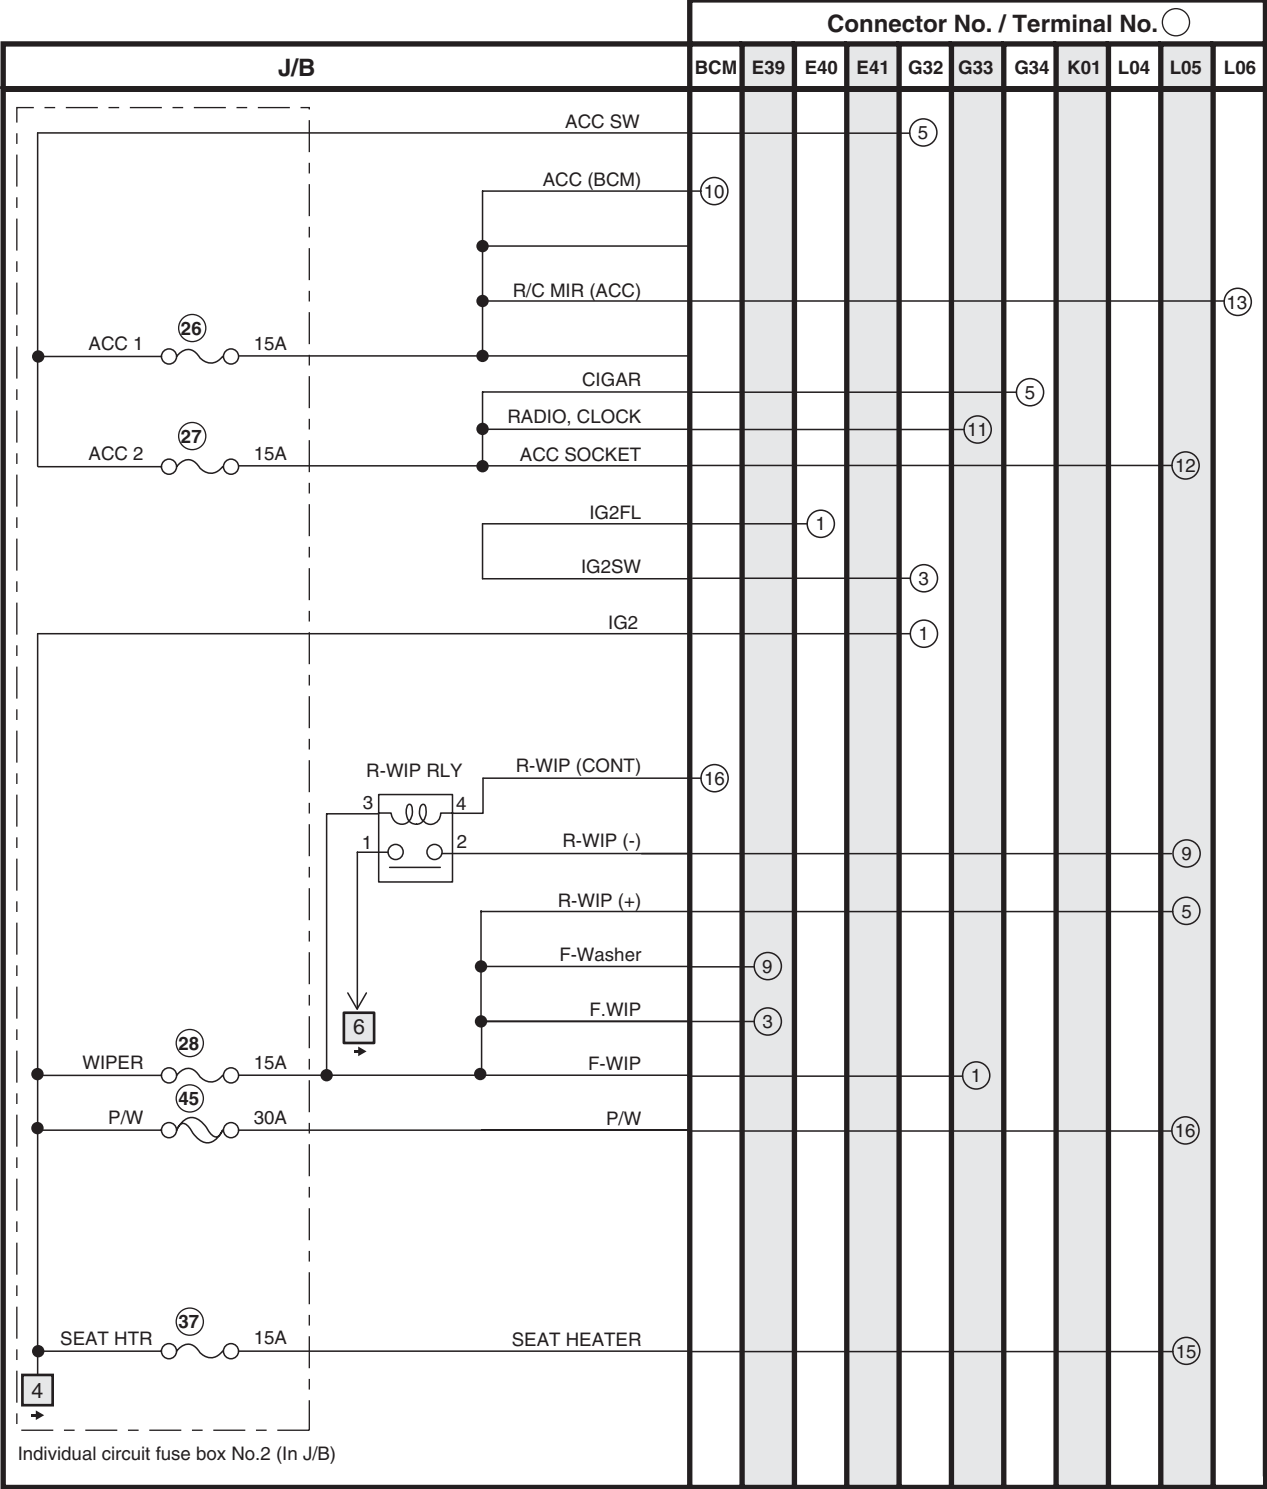 Connector No. / Terminal No.
J/B BCM E39 E40 E41 G32 G33 G34 K01 L04 L05 L06
ACC SW 5
ACC (BCM) 10
R/C MIR (ACC) 13
26
ACC 1 15A
CIGAR 5
RADIO, CLOCK 11
27
ACC 2 15A ACC SOCKET 12
IG2FL 1
IG2SW 3
IG2 1
R-WIP RLY R-WIP (CONT) 16
3 4
1 2 R-WIP (-) 9
R-WIP (+) 5
F-Washer 9
F.WIP 3
6
28
WIPER 15A F-WIP 1
45
P/W 30A P/W 16
37
SEAT HTR 15A SEAT HEATER 15
4
Individual circuit fuse box No.2 (In J/B)